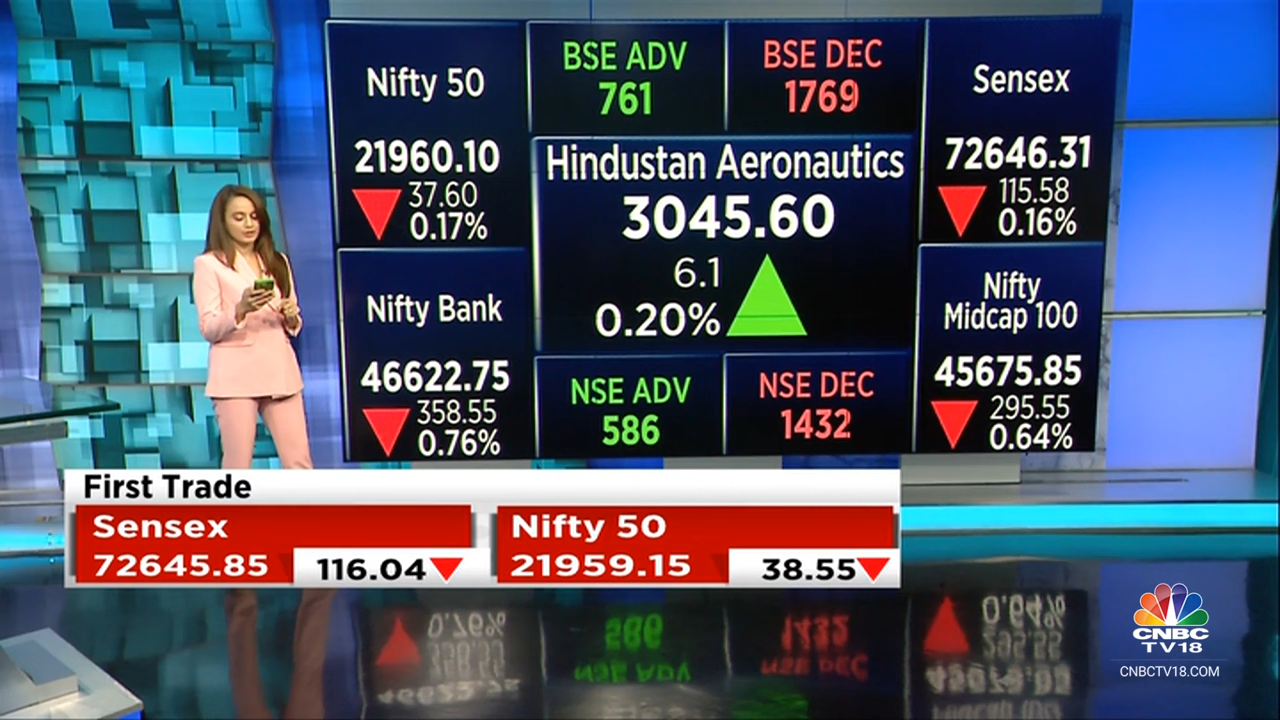 Nifty 50
21960.10
37.60
0.17%
BSE ADV
761
BSE DEC
1769
Sensex
72646.31
115.58
0.16%
Hindustan Aeronautics
3045.60
6.1
0.20%
Nifty Bank
46622.75
358.55
0.76%
NSE ADV
586
NSE DEC
1432
Nifty
Midcap 100
45675.85
295.55
0.64%
First Trade
Sensex
72645.85 116.04
Nifty 50
21959.15 38.55
CNBC
TV18
CNBCTV18.COM